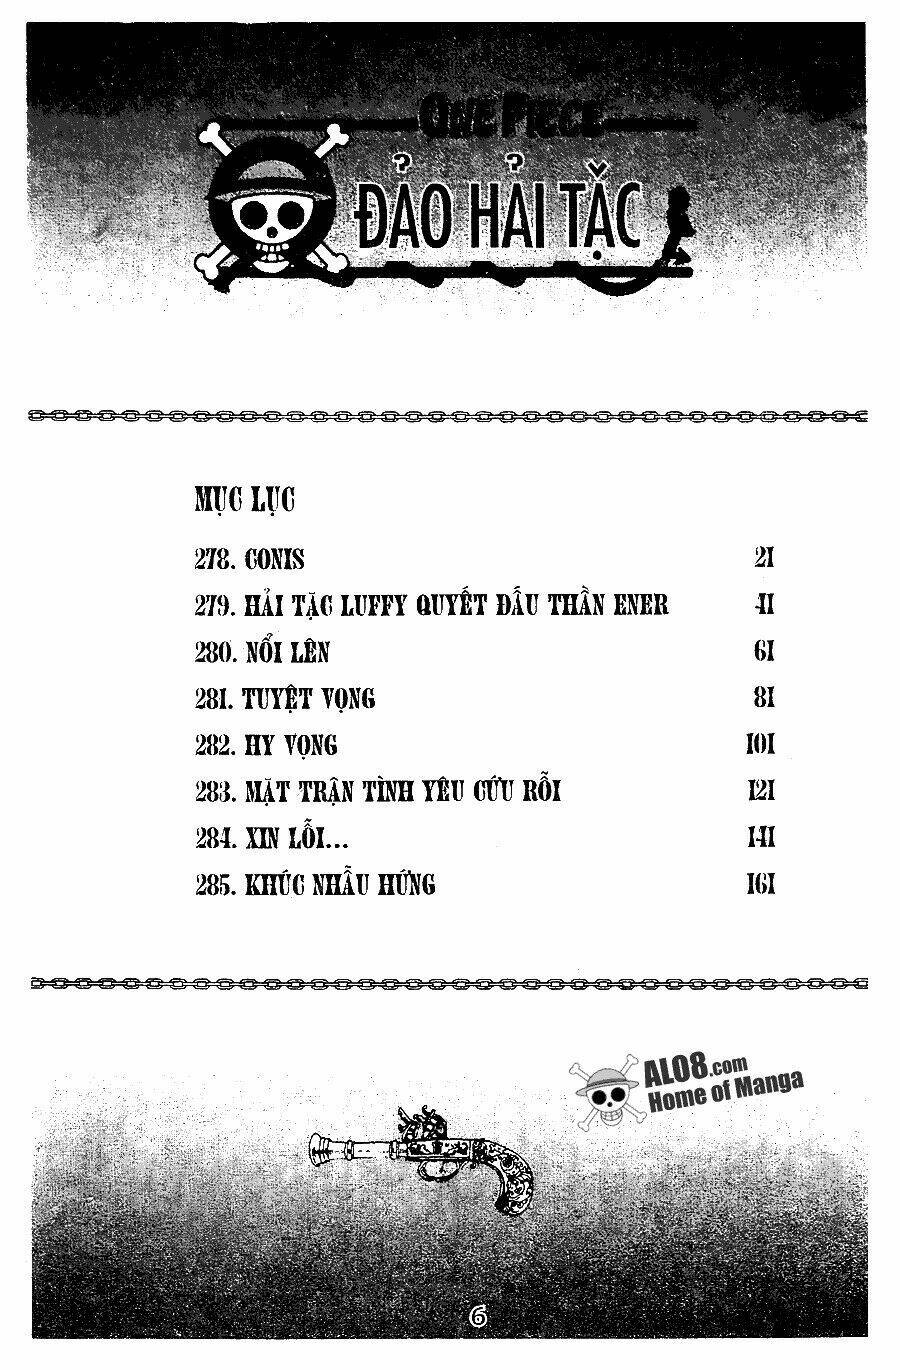 ONE PIECE
ĐẢO HẢI TẶC
MỤC LỤC
278. CONIS 21
279. HẢI TẶC LUFFY QUYẾT ĐẤU THẦN ENER 41
280. NỔI LÊN 61
281. TUYỆT VỌNG 81
282. HY VỌNG 101
283. MẶT TRẬN TÌNH YÊU CỨU RỖI 121
284. XIN LỖI... 141
285. KHÚC NHẪU HỨNG 161
AL08.com
Home of Manga
6